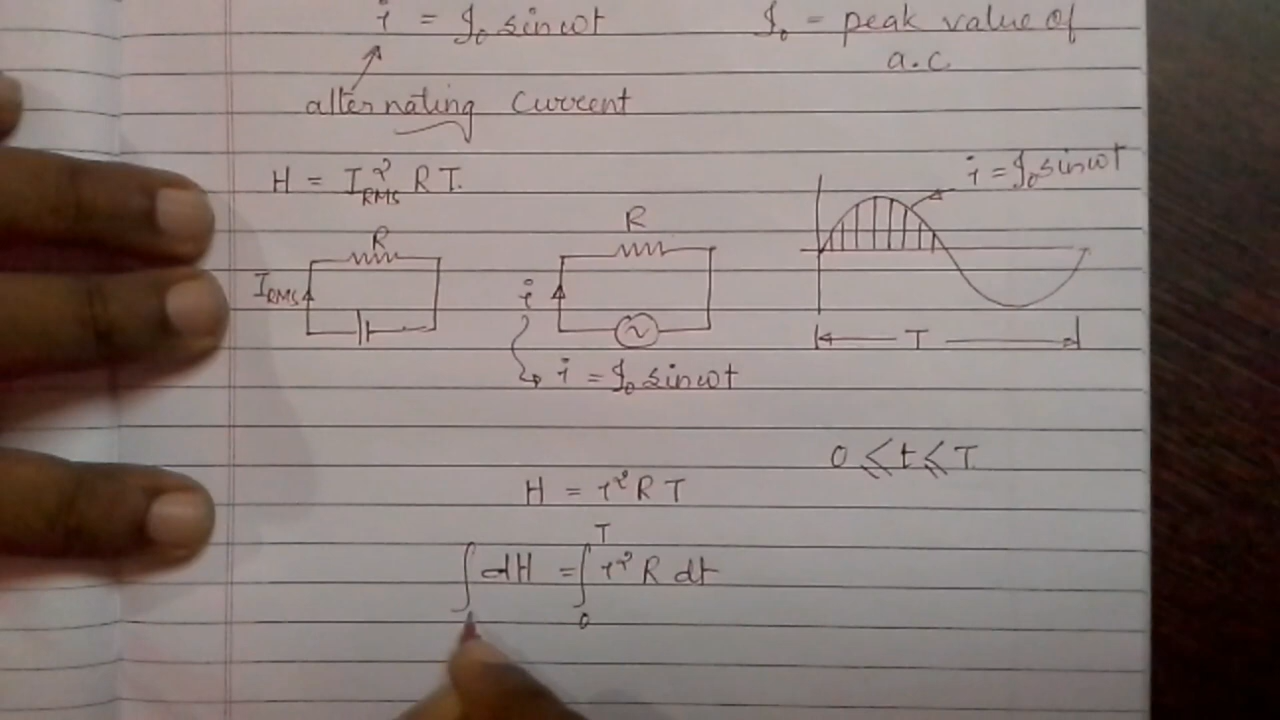 i = I₀ sin ωt
I₀ = peak value of
a.c
alternating current
H = I²RMS R T.
i = I₀ sin ωt
R
R
IRMS
i
T
i = I₀ sin ωt
0 ≤ t ≤ T
H = i² R T
∫ dH = ∫₀ᵀ i² R dt